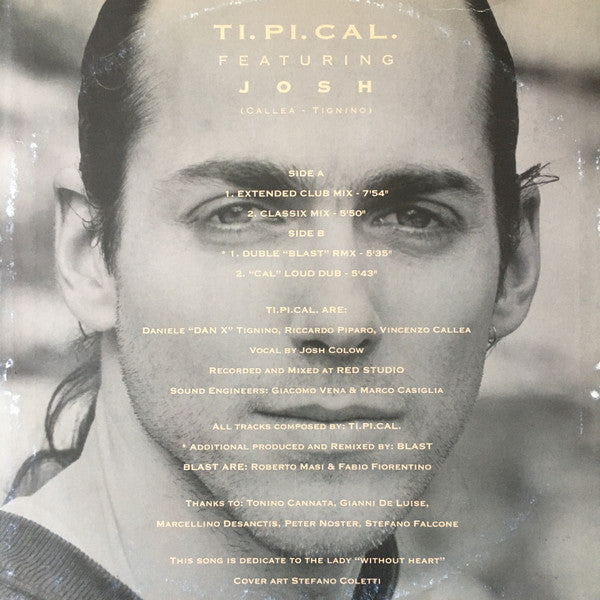 TI.PI.CAL.
FEATURING
JOSH
(CALLEA - TIGNINO)
SIDE A
1. EXTENDED CLUB MIX - 7'54"
2. CLASSIX MIX - 5'50"
SIDE B
* 1. DUBLE "BLAST" RMX - 5'35"
2. "CAL" LOUD DUB - 5'43"
TI.PI.CAL. ARE:
DANIELE "DAN X" TIGNINO, RICCARDO PIPARO, VINCENZO CALLEA
VOCAL BY JOSH COLOW
RECORDED AND MIXED AT RED STUDIO
SOUND ENGINEERS: GIACOMO VENA & MARCO CASIGLIA
ALL TRACKS COMPOSED BY: TI.PI.CAL.
* ADDITIONAL PRODUCED AND REMIXED BY: BLAST
BLAST ARE: ROBERTO MASI & FABIO FIORENTINO
THANKS TO: TONINO CANNATA, GIANNI DE LUISE,
MARCELLINO DESANCTIS, PETER NOSTER, STEFANO FALCONE
THIS SONG IS DEDICATE TO THE LADY "WITHOUT HEART"
COVER ART STEFANO COLETTI